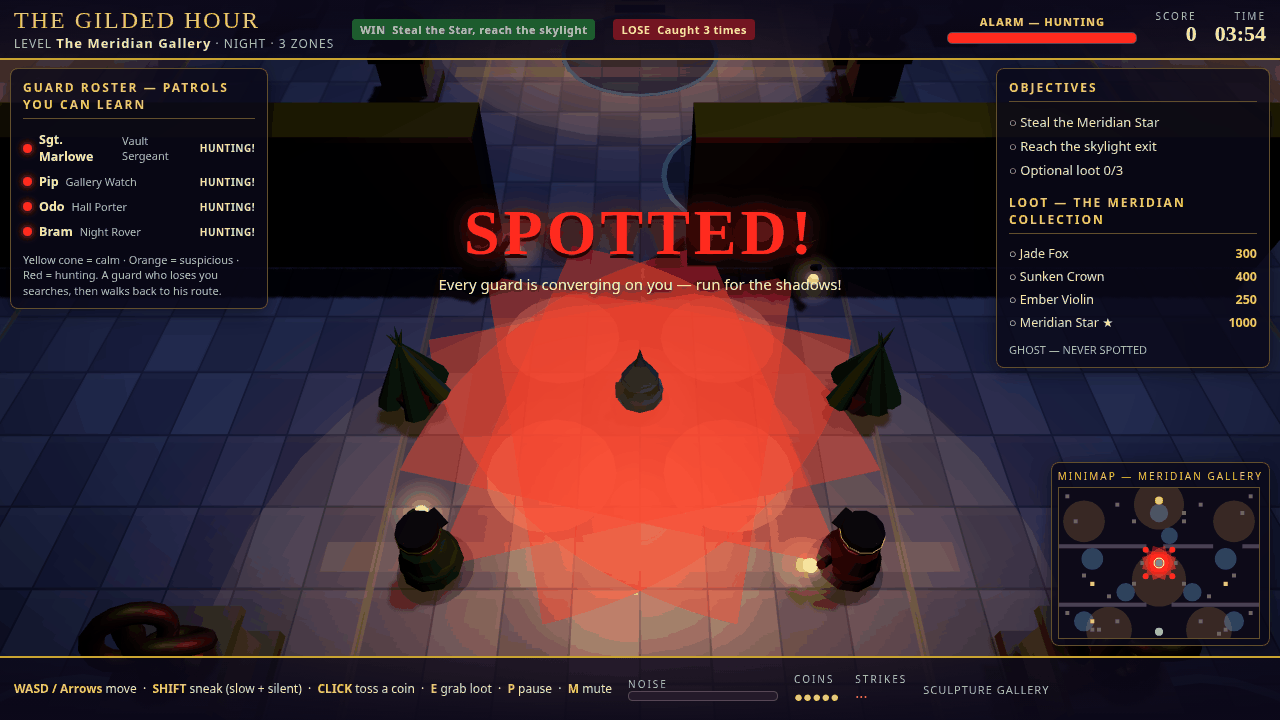 THE GILDED HOUR
LEVEL The Meridian Gallery · NIGHT · 3 ZONES
WIN Steal the Star, reach the skylight
LOSE Caught 3 times
ALARM — HUNTING
SCORE
0
TIME
03:54
GUARD ROSTER — PATROLS
YOU CAN LEARN
Sgt. Marlowe Vault Sergeant HUNTING!
Pip Gallery Watch HUNTING!
Odo Hall Porter HUNTING!
Bram Night Rover HUNTING!
Yellow cone = calm · Orange = suspicious ·
Red = hunting. A guard who loses you
searches, then walks back to his route.
SPOTTED!
Every guard is converging on you — run for the shadows!
OBJECTIVES
○ Steal the Meridian Star
○ Reach the skylight exit
○ Optional loot 0/3
LOOT — THE MERIDIAN
COLLECTION
○ Jade Fox 300
○ Sunken Crown 400
○ Ember Violin 250
○ Meridian Star ★ 1000
GHOST — NEVER SPOTTED
MINIMAP — MERIDIAN GALLERY
WASD / Arrows move · SHIFT sneak (slow + silent) · CLICK toss a coin · E grab loot · P pause · M mute
NOISE
COINS
●●●●●
STRIKES
···
SCULPTURE GALLERY